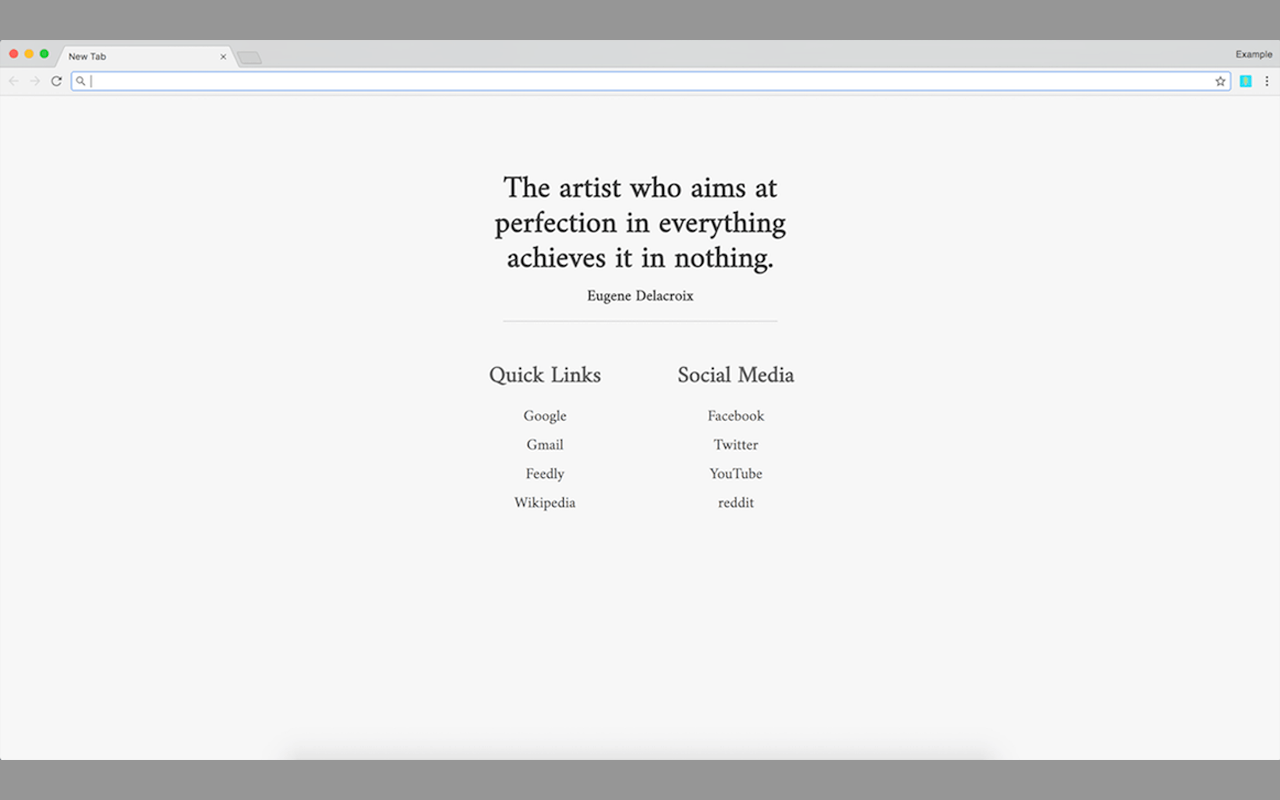 New Tab
Example
The artist who aims at
perfection in everything
achieves it in nothing.
Eugene Delacroix
Quick Links
Google
Gmail
Feedly
Wikipedia
Social Media
Facebook
Twitter
YouTube
reddit